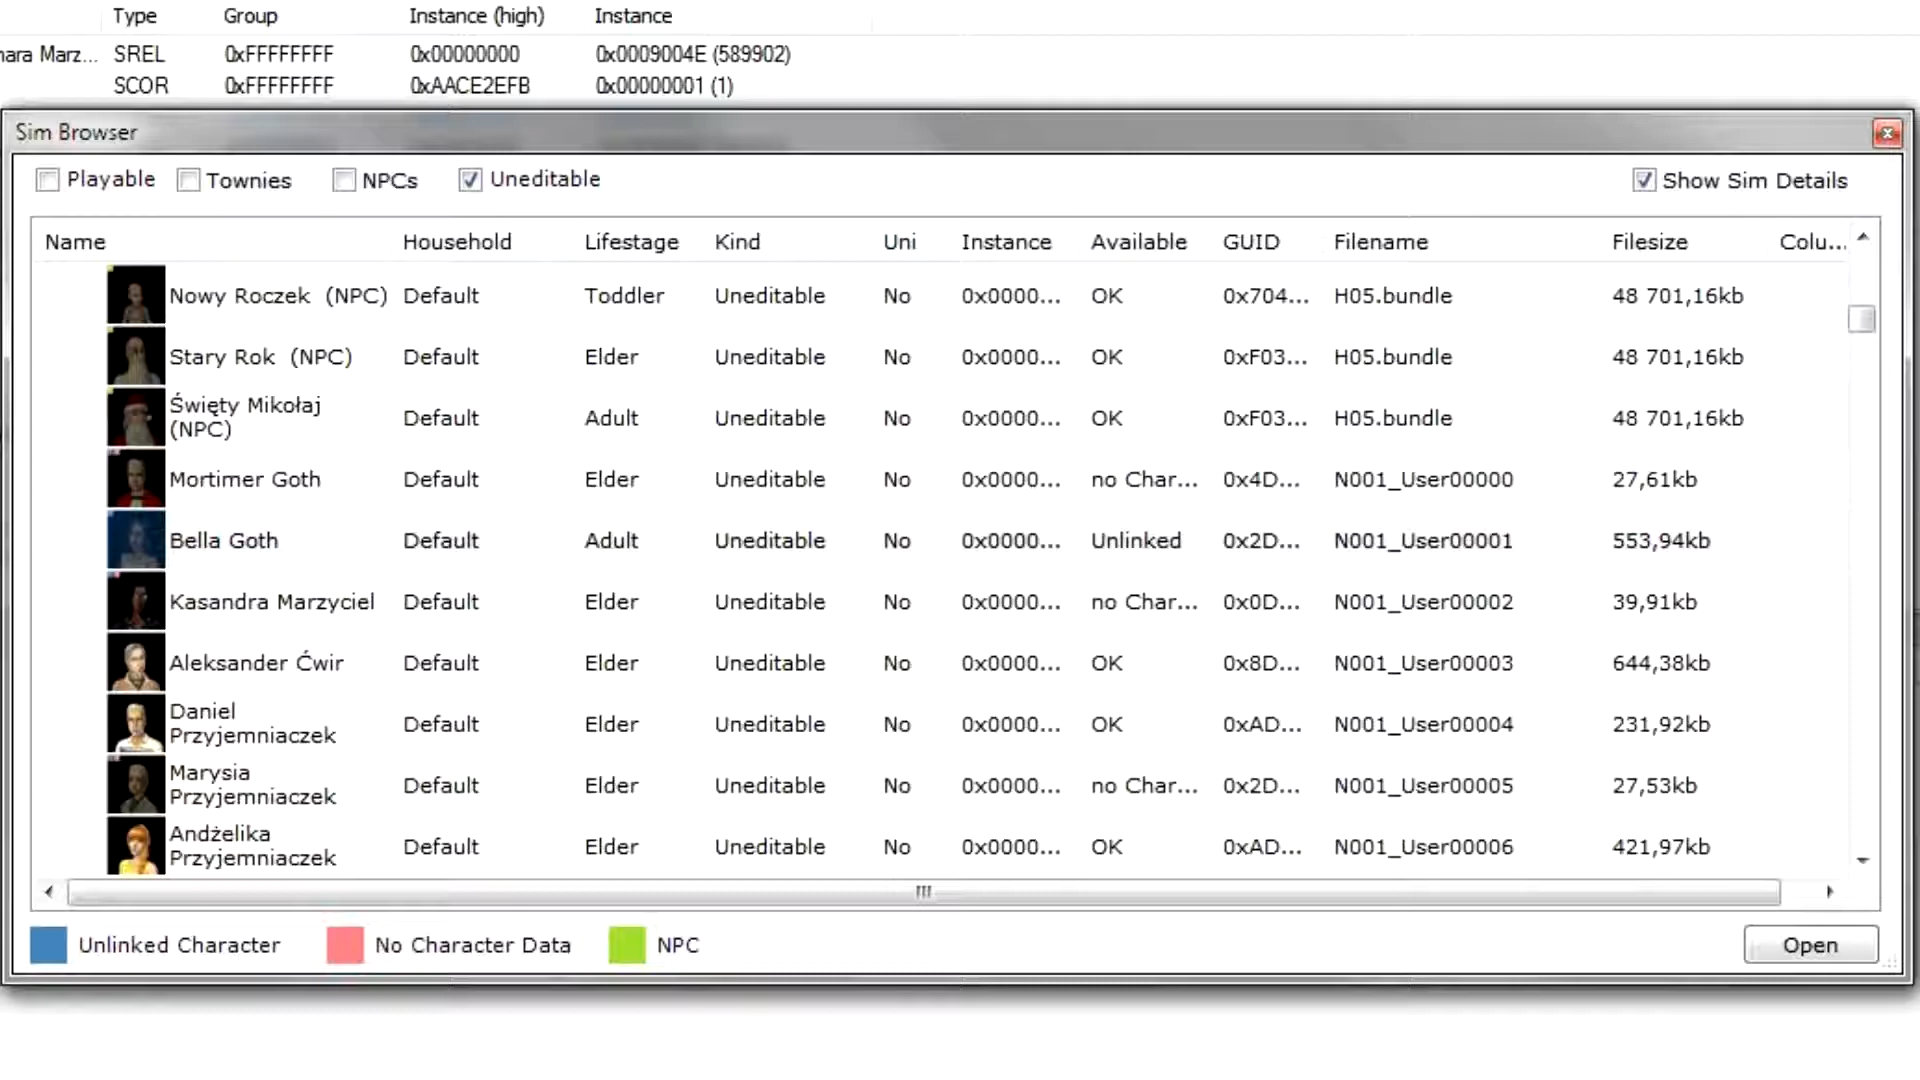 Type Group Instance (high) Instance
nara Marz... SREL 0xFFFFFFFF 0x00000000 0x0009004E (589902)
SCOR 0xFFFFFFFF 0xAACE2EFB 0x00000001 (1)
Sim Browser
Playable Townies NPCs Uneditable Show Sim Details
Name Household Lifestage Kind Uni Instance Available GUID Filename Filesize Colu...
Nowy Roczek (NPC) Default Toddler Uneditable No 0x0000... OK 0x704... H05.bundle 48 701,16kb
Stary Rok (NPC) Default Elder Uneditable No 0x0000... OK 0xF03... H05.bundle 48 701,16kb
Święty Mikołaj
(NPC) Default Adult Uneditable No 0x0000... OK 0xF03... H05.bundle 48 701,16kb
Mortimer Goth Default Elder Uneditable No 0x0000... no Char... 0x4D... N001_User00000 27,61kb
Bella Goth Default Adult Uneditable No 0x0000... Unlinked 0x2D... N001_User00001 553,94kb
Kasandra Marzyciel Default Elder Uneditable No 0x0000... no Char... 0x0D... N001_User00002 39,91kb
Aleksander Ćwir Default Elder Uneditable No 0x0000... OK 0x8D... N001_User00003 644,38kb
Daniel
Przyjemniaczek Default Elder Uneditable No 0x0000... OK 0xAD... N001_User00004 231,92kb
Marysia
Przyjemniaczek Default Elder Uneditable No 0x0000... no Char... 0x2D... N001_User00005 27,53kb
Andżelika
Przyjemniaczek Default Elder Uneditable No 0x0000... OK 0xAD... N001_User00006 421,97kb
Unlinked Character No Character Data NPC Open